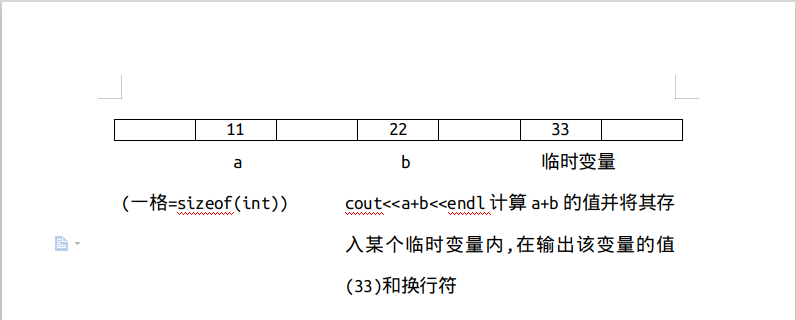 11 22 33
a b 临时变量
(一格=sizeof(int)) cout<<a+b<<endl 计算 a+b 的值并将其存
入某个临时变量内,在输出该变量的值
(33)和换行符